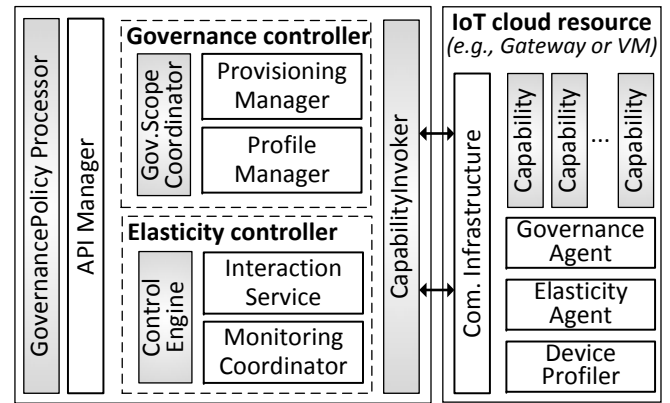 GovernancePolicy Processor
API Manager
Governance controller
Gov.Scope
Coordinator
Provisioning
Manager
Profile
Manager
Elasticity controller
Control
Engine
Interaction
Service
Monitoring
Coordinator
CapabilityInvoker
IoT cloud resource
(e.g., Gateway or VM)
Com. Infrastructure
Capability
Capability
...
Capability
Governance
Agent
Elasticity Agent
Device
Profiler